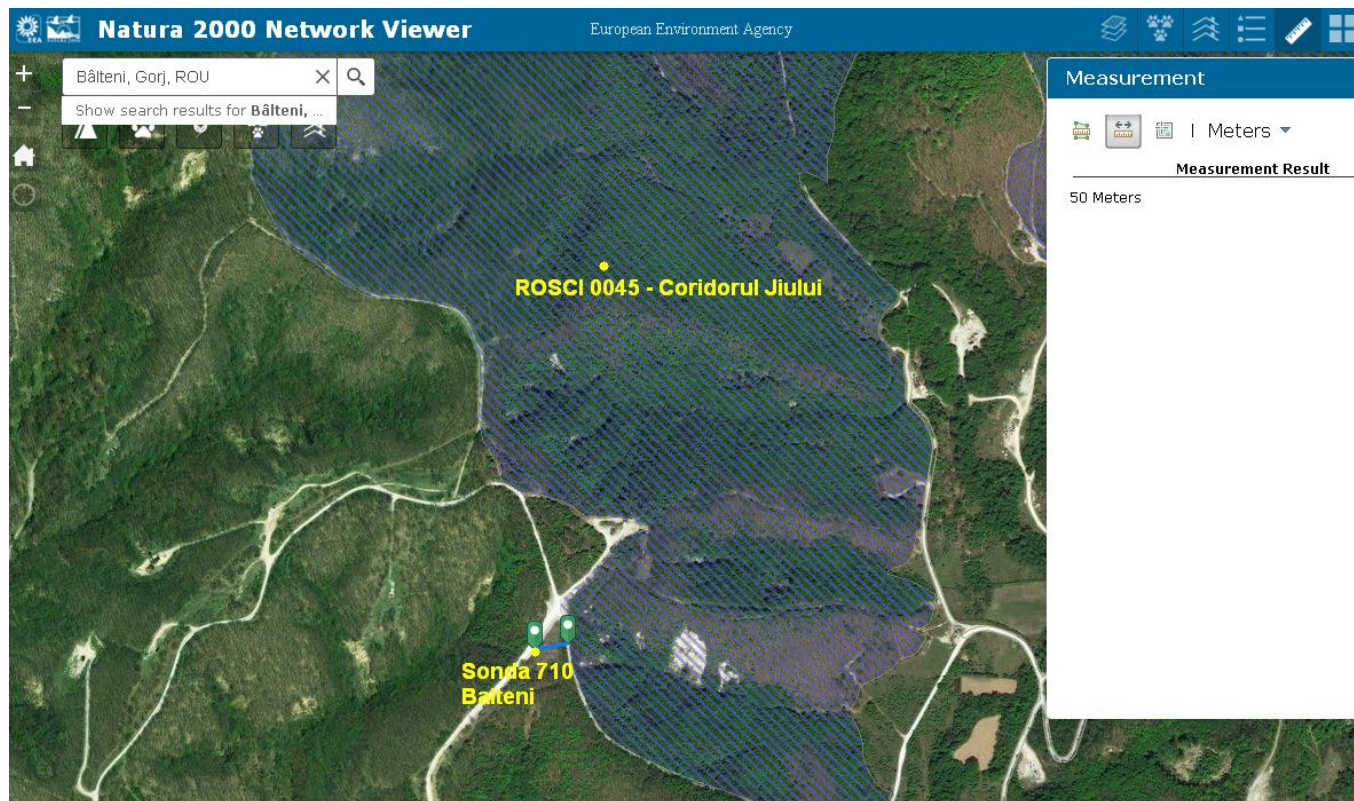 EEA
Natura 2000 Network Viewer
European Environment Agency
+
Bâlteni, Gorj, ROU
Show search results for Bâlteni, ...
−
Measurement
| Meters
Measurement Result
50 Meters
ROSCI 0045 - Coridorul Jiului
Sonda 710
Balteni